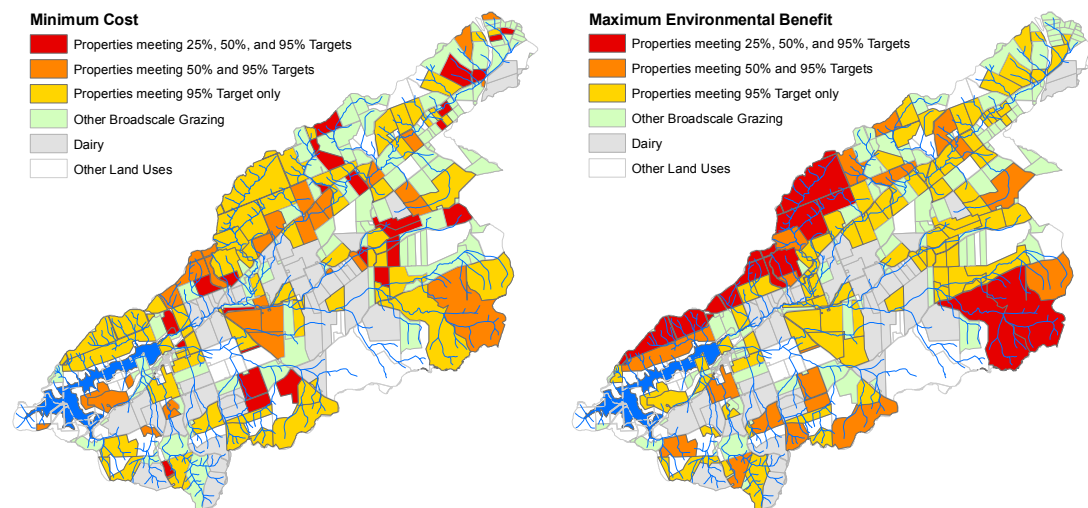 Minimum Cost
Properties meeting 25%, 50%, and 95% Targets
Properties meeting 50% and 95% Targets
Properties meeting 95% Target only
Other Broadscale Grazing
Dairy
Other Land Uses
Maximum Environmental Benefit
Properties meeting 25%, 50%, and 95% Targets
Properties meeting 50% and 95% Targets
Properties meeting 95% Target only
Other Broadscale Grazing
Dairy
Other Land Uses